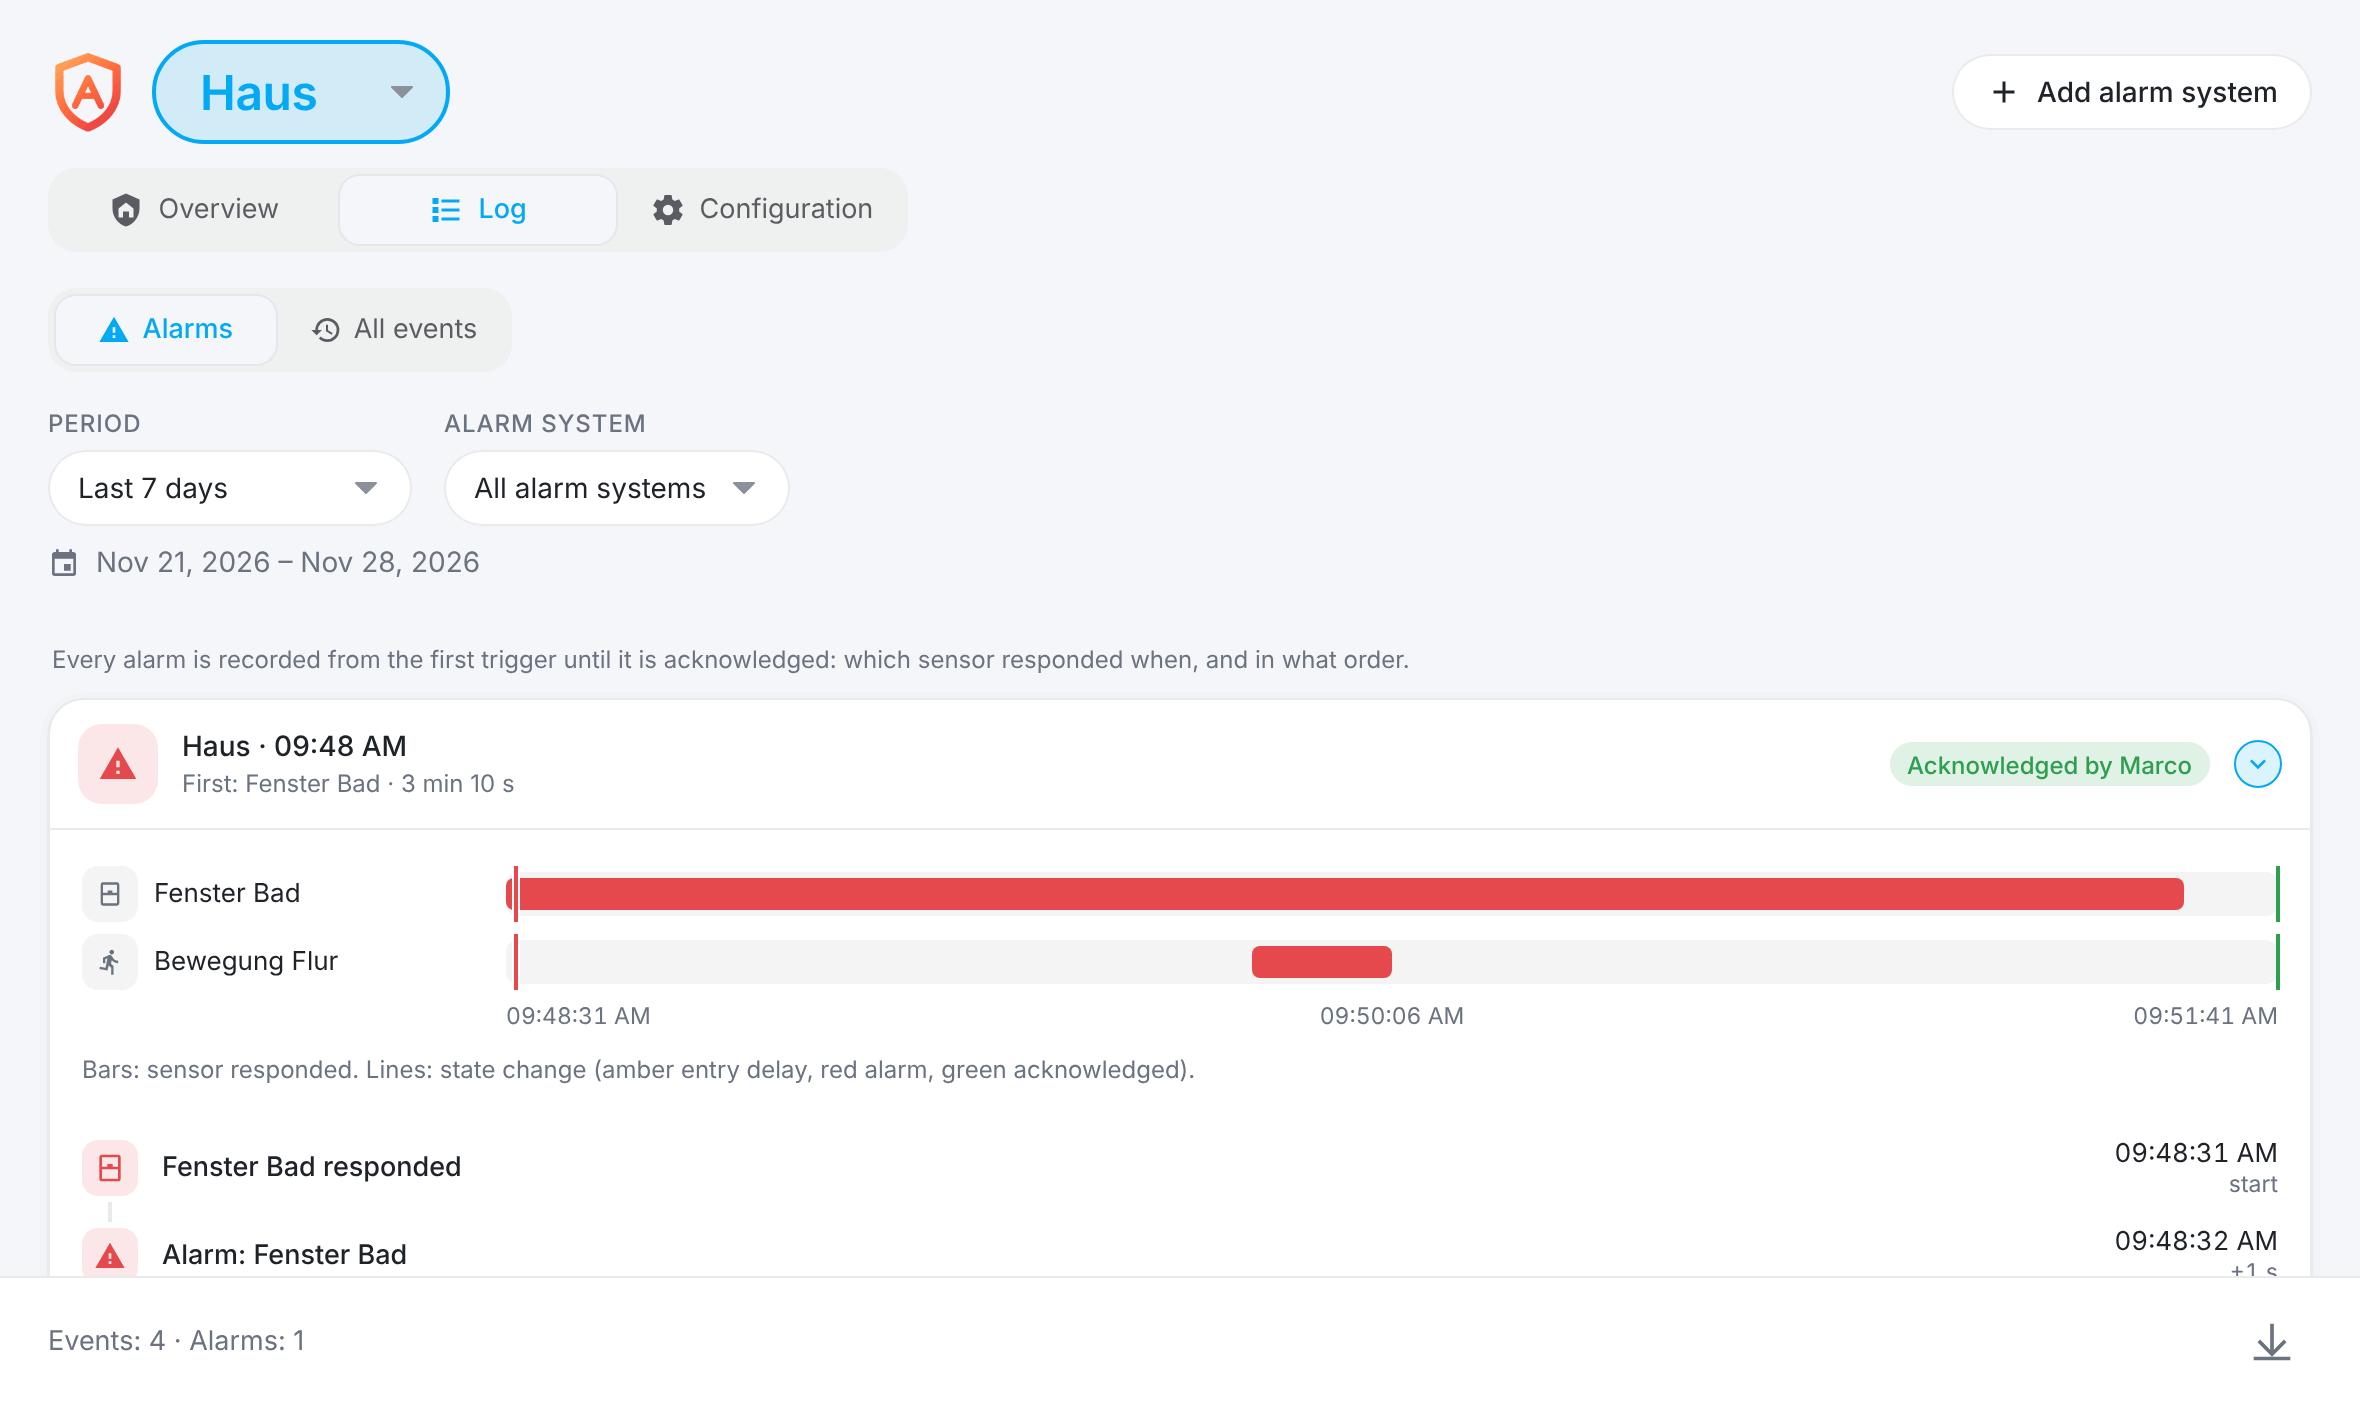 Haus
Add alarm system
Overview
Log
Configuration
Alarms
All events
PERIOD
ALARM SYSTEM
Last 7 days
All alarm systems
Nov 21, 2026 – Nov 28, 2026
Every alarm is recorded from the first trigger until it is acknowledged: which sensor responded when, and in what order.
Haus · 09:48 AM
First: Fenster Bad · 3 min 10 s
Acknowledged by Marco
Fenster Bad
Bewegung Flur
09:48:31 AM
09:50:06 AM
09:51:41 AM
Bars: sensor responded. Lines: state change (amber entry delay, red alarm, green acknowledged).
Fenster Bad responded
09:48:31 AM
start
Alarm: Fenster Bad
09:48:32 AM
+1 s
Events: 4 · Alarms: 1